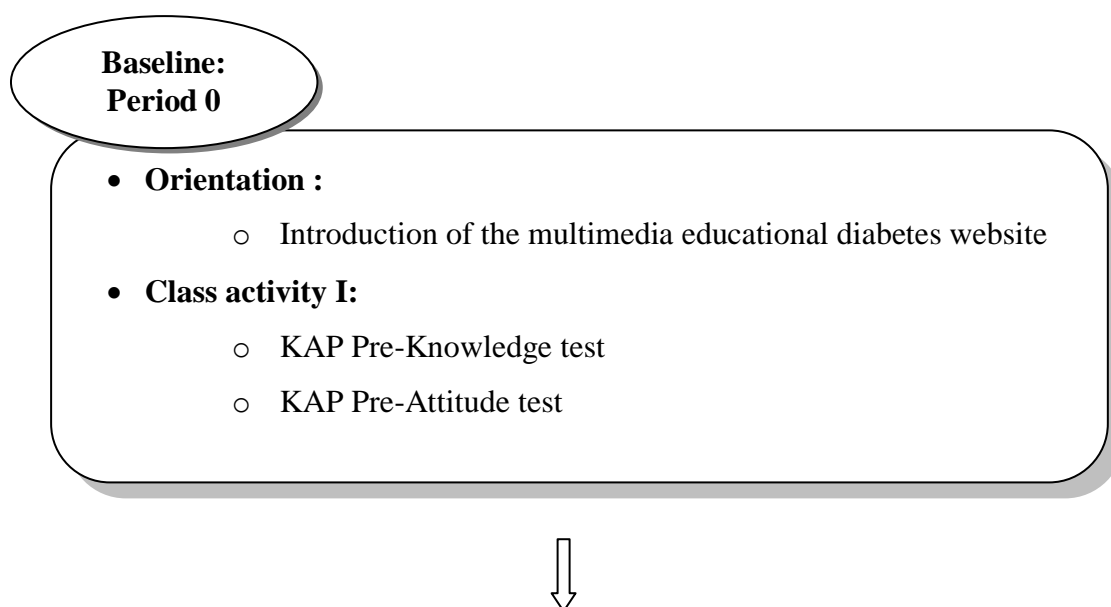 Baseline:
Period 0
• Orientation :
o Introduction of the multimedia educational diabetes website
• Class activity I:
o KAP Pre-Knowledge test
o KAP Pre-Attitude test